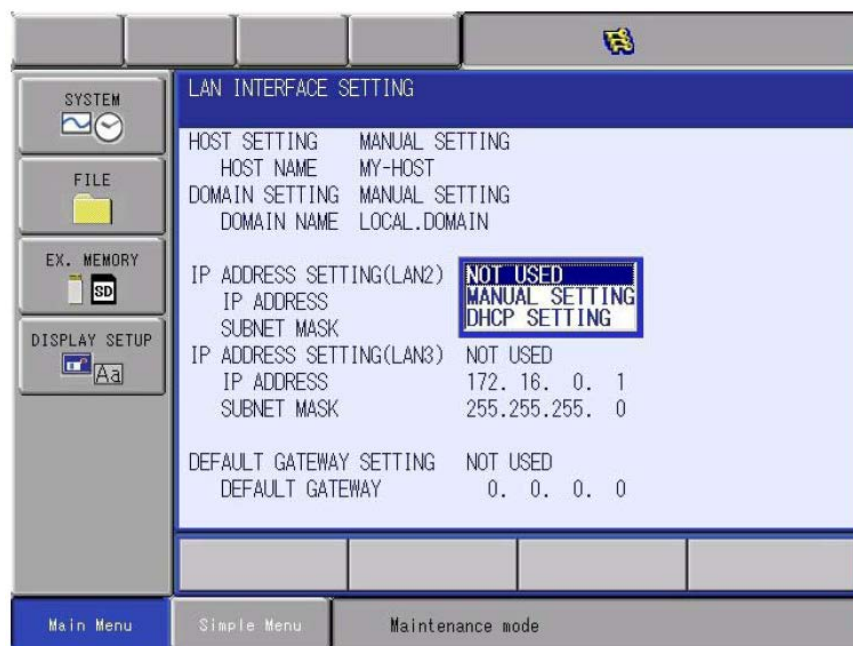 SYSTEM
FILE
EX. MEMORY
SD
DISPLAY SETUP
Aa
LAN INTERFACE SETTING
HOST SETTING MANUAL SETTING
HOST NAME MY-HOST
DOMAIN SETTING MANUAL SETTING
DOMAIN NAME LOCAL.DOMAIN
IP ADDRESS SETTING(LAN2) NOT USED
IP ADDRESS MANUAL SETTING
SUBNET MASK DHCP SETTING
IP ADDRESS SETTING(LAN3) NOT USED
IP ADDRESS 172. 16. 0. 1
SUBNET MASK 255.255.255. 0
DEFAULT GATEWAY SETTING NOT USED
DEFAULT GATEWAY 0. 0. 0. 0
Main Menu Simple Menu Maintenance mode